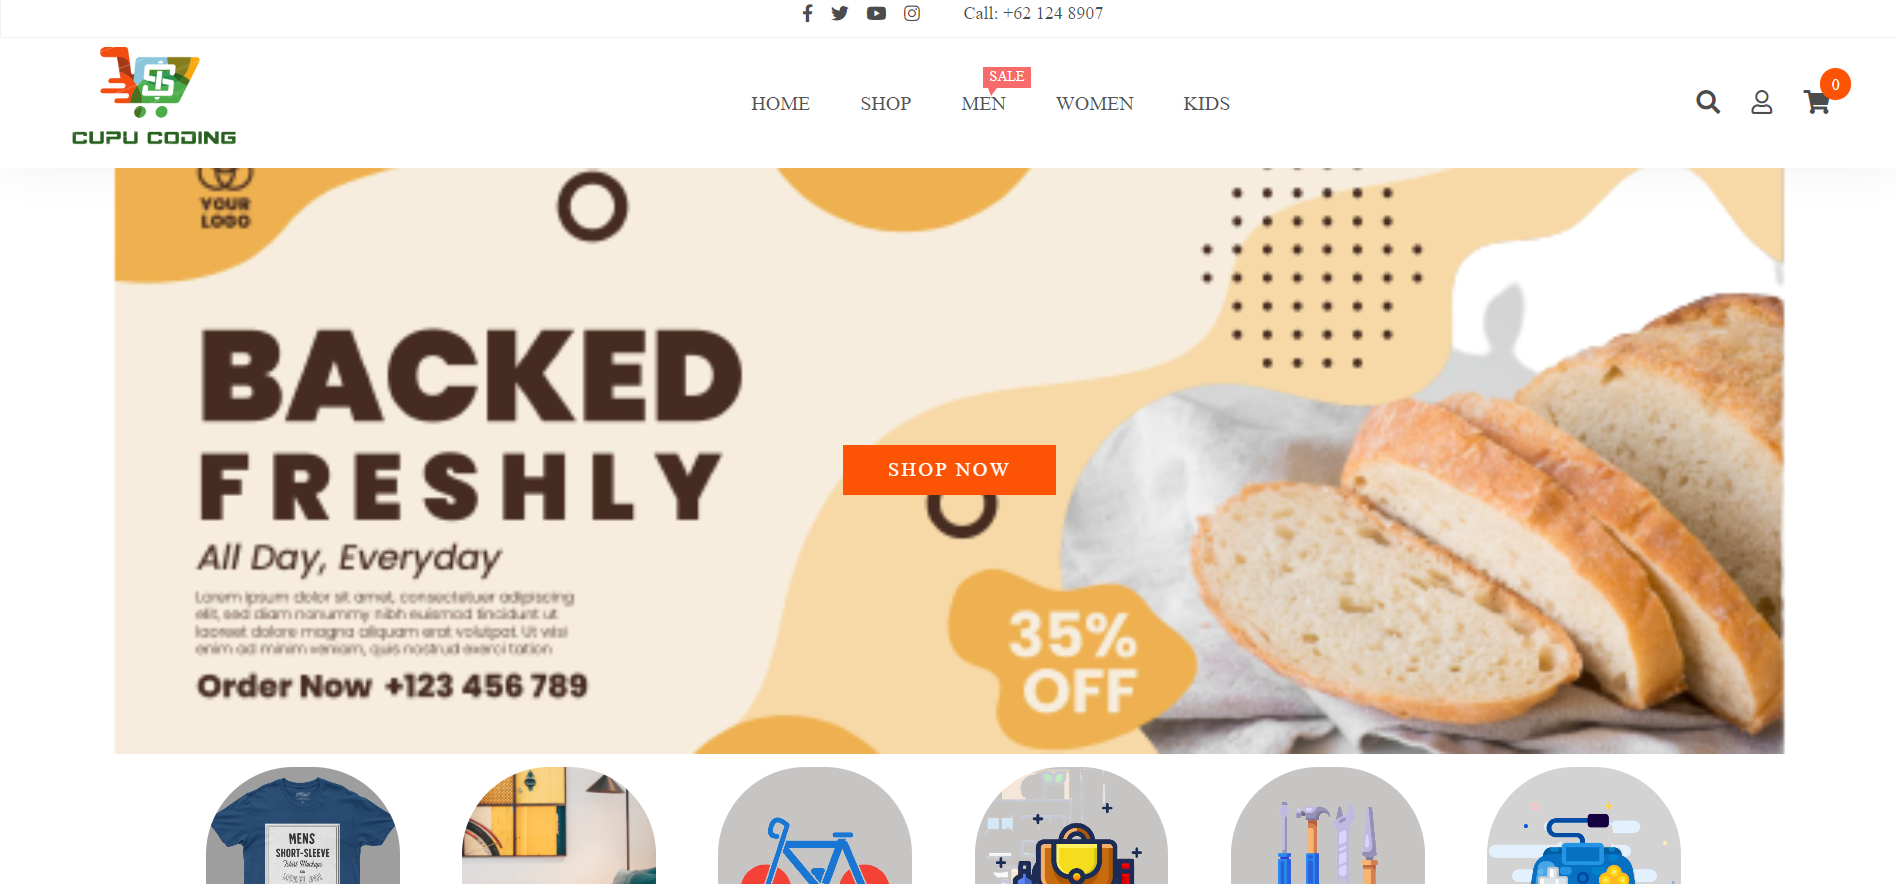 Call: +62 124 8907
CUPU CODING
SALE
HOME SHOP MEN WOMEN KIDS
0
YOUR
LOGO
BACKED
FRESHLY
SHOP NOW
All Day, Everyday
Lorem ipsum dolor sit amet, consectetuer adipiscing
elit, sed diam nonummy nibh euismod tincidunt ut
laoreet dolore magna aliquam erat volutpat. Ut wisi
enim ad minim veniam, quis nostrud exerci tation
Order Now +123 456 789
35%
OFF
MENS
SHORT-SLEEVE